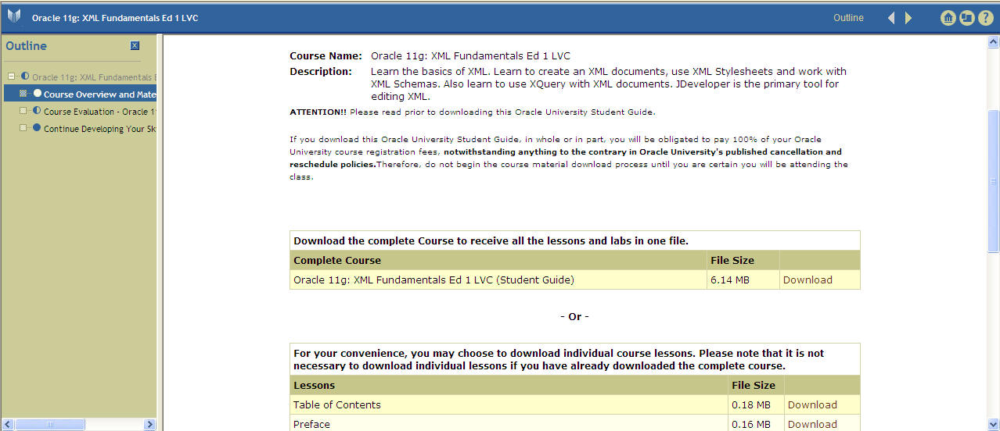 Oracle 11g: XML Fundamentals Ed 1 LVC
Outline
Outline
Oracle 11g: XML Fundamentals E
Course Overview and Mate
Course Evaluation - Oracle 1
Continue Developing Your Sk
Course Name: Oracle 11g: XML Fundamentals Ed 1 LVC
Description: Learn the basics of XML. Learn to create an XML documents, use XML Stylesheets and work with
XML Schemas. Also learn to use XQuery with XML documents. JDeveloper is the primary tool for
editing XML.
ATTENTION!! Please read prior to downloading this Oracle University Student Guide.
If you download this Oracle University Student Guide, in whole or in part, you will be obligated to pay 100% of your Oracle
University course registration fees, notwithstanding anything to the contrary in Oracle University's published cancellation and
reschedule policies.Therefore, do not begin the course material download process until you are certain you will be attending the
class.
Download the complete Course to receive all the lessons and labs in one file.
Complete Course File Size
Oracle 11g: XML Fundamentals Ed 1 LVC (Student Guide) 6.14 MB Download
- Or -
For your convenience, you may choose to download individual course lessons. Please note that it is not
necessary to download individual lessons if you have already downloaded the complete course.
Lessons File Size
Table of Contents 0.18 MB Download
Preface 0.16 MB Download